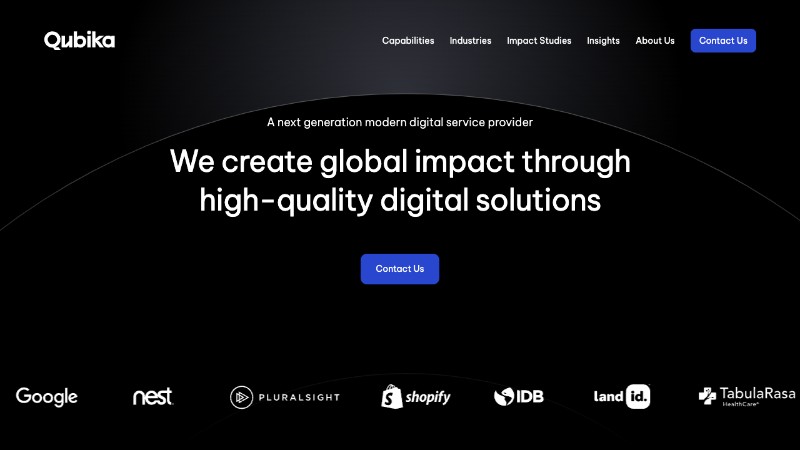 Qubika
Capabilities Industries Impact Studies Insights About Us Contact Us
A next generation modern digital service provider
We create global impact through
high-quality digital solutions
Contact Us
Google nest PLURALSIGHT shopify IDB land id. TabulaRasa
HealthCare